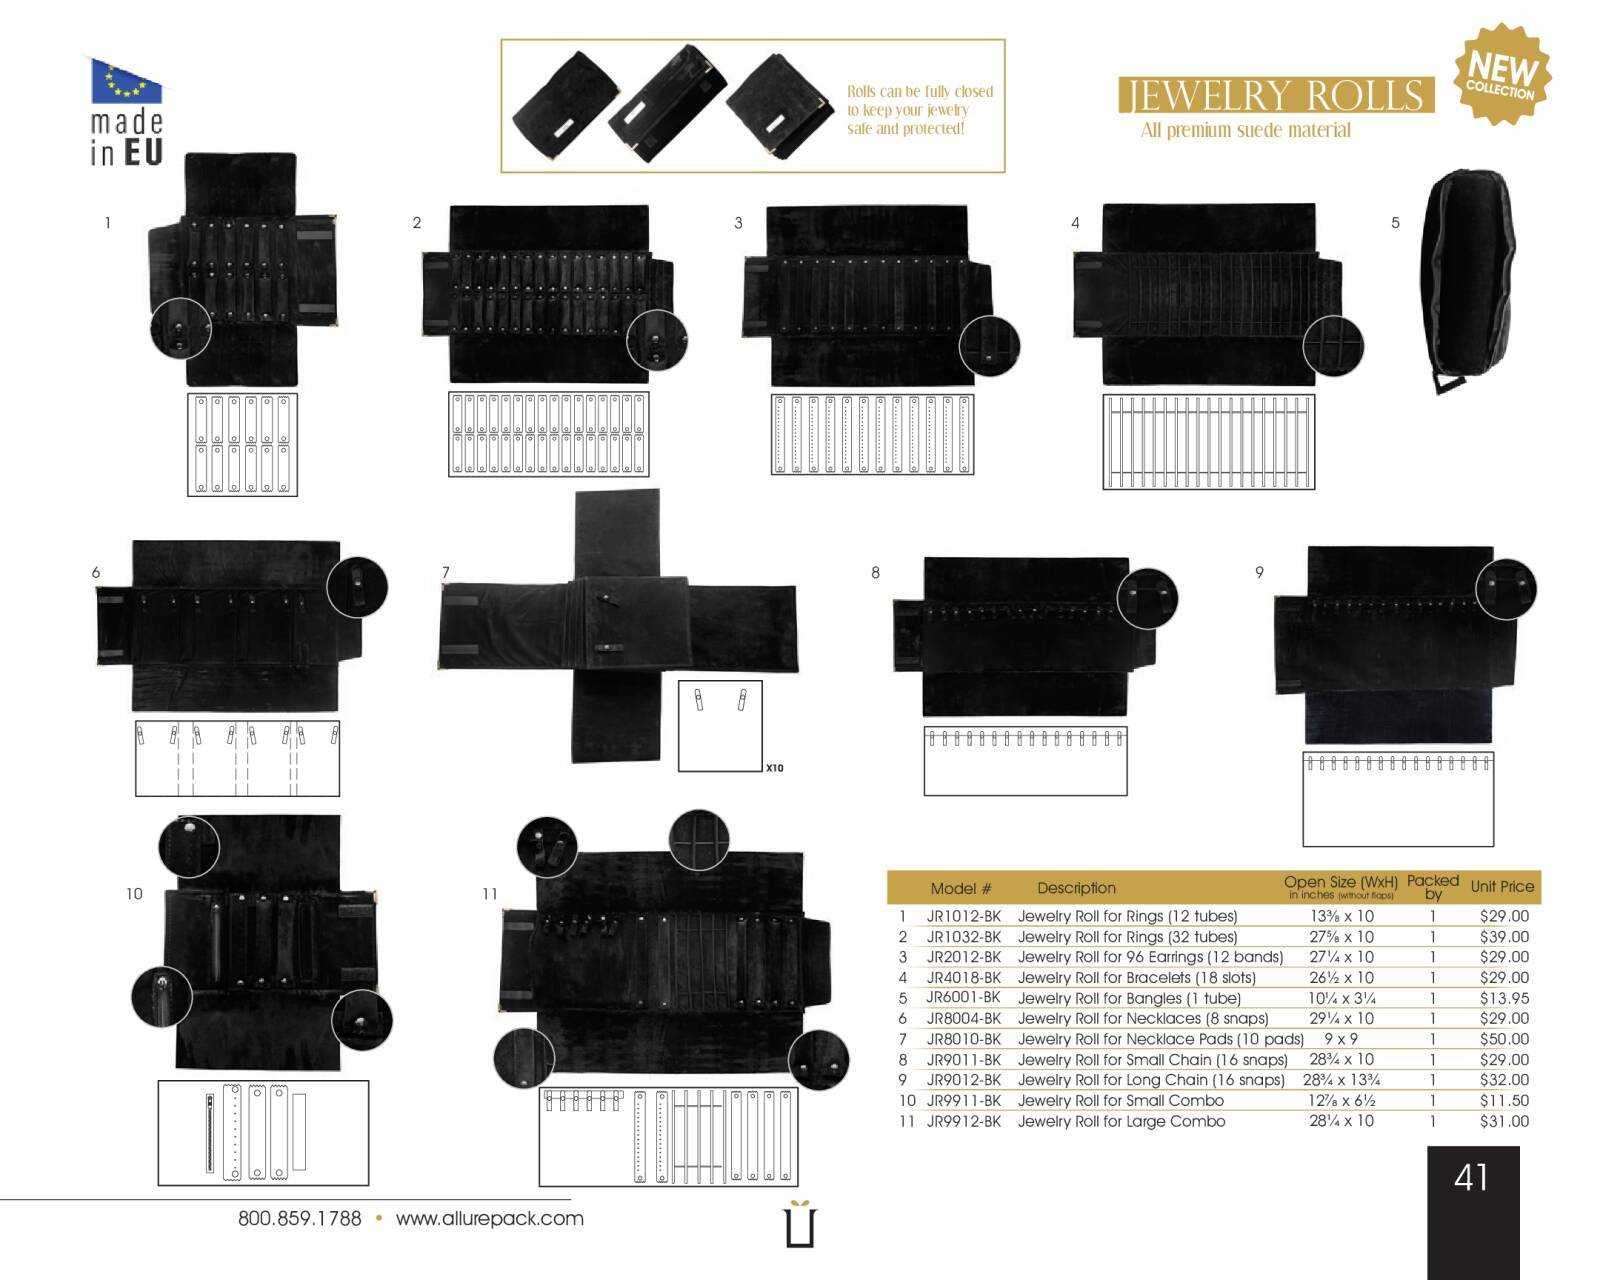 made
in EU
Rolls can be fully closed
to keep your jewelry
safe and protected!
JEWELRY ROLLS
All premium suede material
NEW
COLLECTION
1
2
3
4
5
6
7
8
9
X10
10
11
Model # Description Open Size (WxH) in inches (without flaps) Packed by Unit Price
1 JR1012-BK Jewelry Roll for Rings (12 tubes) 13⅜ x 10 1 $29.00
2 JR1032-BK Jewelry Roll for Rings (32 tubes) 27⅝ x 10 1 $39.00
3 JR2012-BK Jewelry Roll for 96 Earrings (12 bands) 27¼ x 10 1 $29.00
4 JR4018-BK Jewelry Roll for Bracelets (18 slots) 26½ x 10 1 $29.00
5 JR6001-BK Jewelry Roll for Bangles (1 tube) 10¼ x 3¼ 1 $13.95
6 JR8004-BK Jewelry Roll for Necklaces (8 snaps) 29¼ x 10 1 $29.00
7 JR8010-BK Jewelry Roll for Necklace Pads (10 pads) 9 x 9 1 $50.00
8 JR9011-BK Jewelry Roll for Small Chain (16 snaps) 28¾ x 10 1 $29.00
9 JR9012-BK Jewelry Roll for Long Chain (16 snaps) 28¾ x 13¾ 1 $32.00
10 JR9911-BK Jewelry Roll for Small Combo 12⅞ x 6½ 1 $11.50
11 JR9912-BK Jewelry Roll for Large Combo 28¼ x 10 1 $31.00
41
800.859.1788 • www.allurepack.com